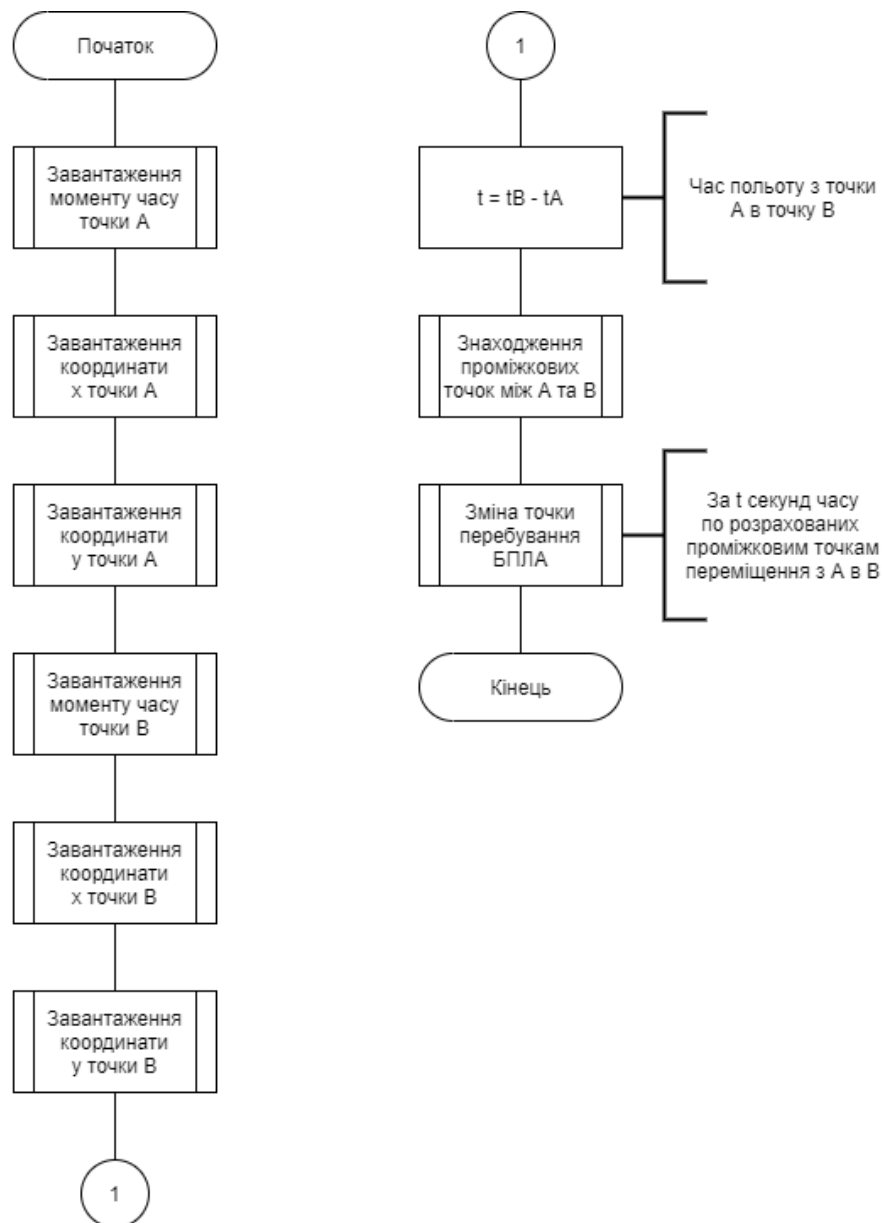 Початок
Завантаження
моменту часу
точки А
Завантаження
координати
х точки А
Завантаження
координати
у точки А
Завантаження
моменту часу
точки В
Завантаження
координати
х точки В
Завантаження
координати
у точки В
1
1
t = tB - tA
Час польоту з точки
А в точку В
Знаходження
проміжкових
точок між А та В
Зміна точки
перебування
БПЛА
За t секунд часу
по розрахованих
проміжковим точкам
переміщення з А в В
Кінець